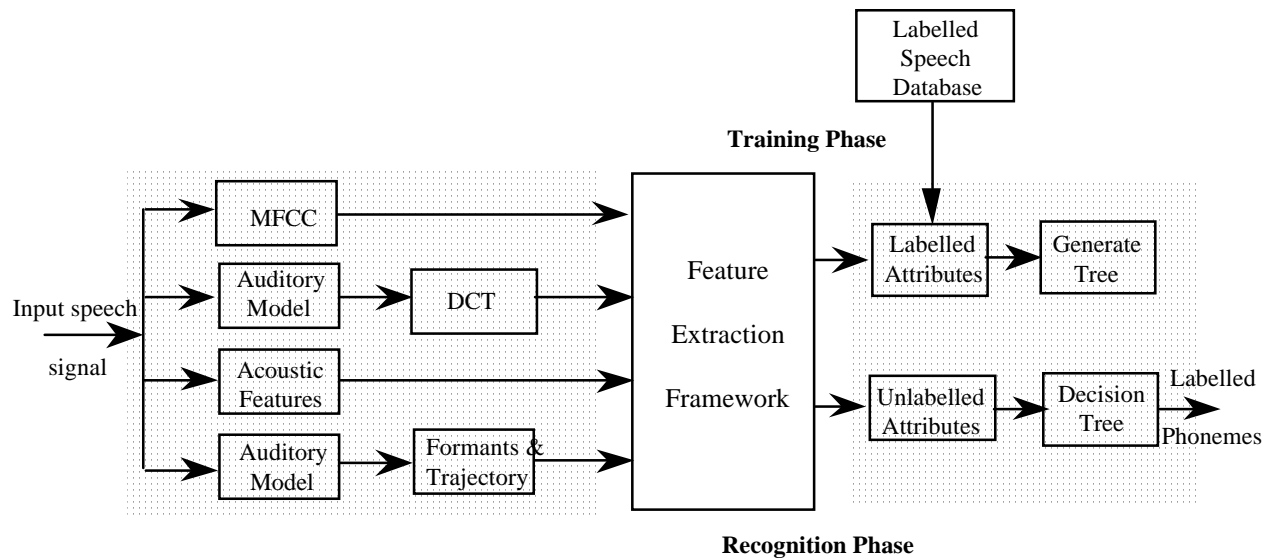 Labelled
Speech
Database
Training Phase
MFCC
Auditory
Model
DCT
Input speech
signal
Acoustic
Features
Auditory
Model
Formants &
Trajectory
Feature
Extraction
Framework
Labelled
Attributes
Generate
Tree
Unlabelled
Attributes
Decision
Tree
Labelled
Phonemes
Recognition Phase